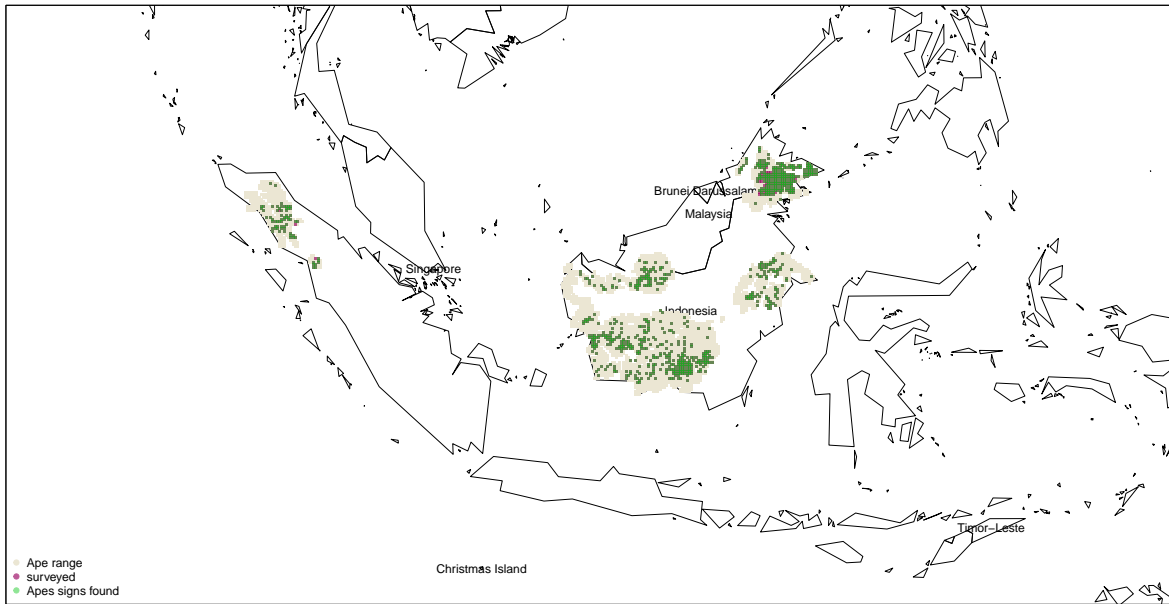 Brunei Darussalam
Malaysia
Singapore
Indonesia
Timor−Leste
Christmas Island
Ape range
surveyed
Apes signs found